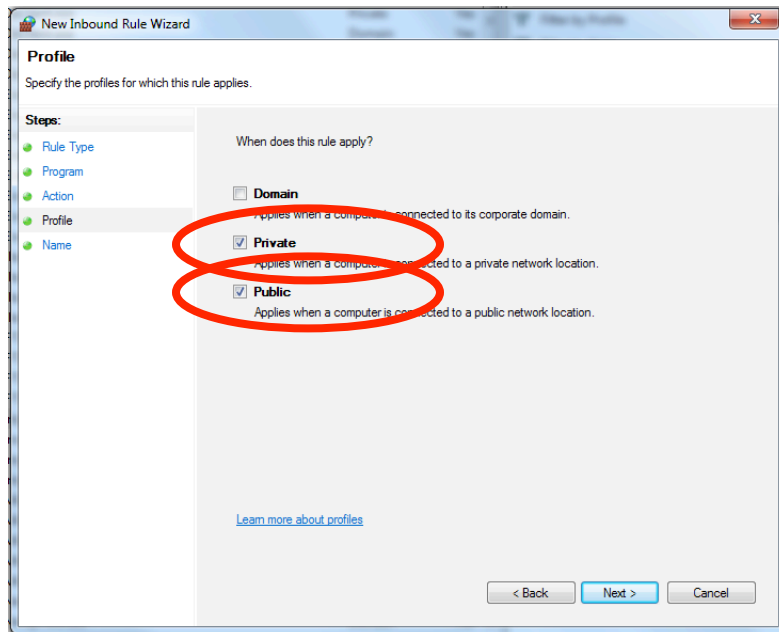 New Inbound Rule Wizard
Profile
Specify the profiles for which this rule applies.
Steps:
Rule Type
Program
Action
Profile
Name
When does this rule apply?
Domain
Applies when a computer is connected to its corporate domain.
Private
Applies when a computer is connected to a private network location.
Public
Applies when a computer is connected to a public network location.
Learn more about profiles
< Back
Next >
Cancel